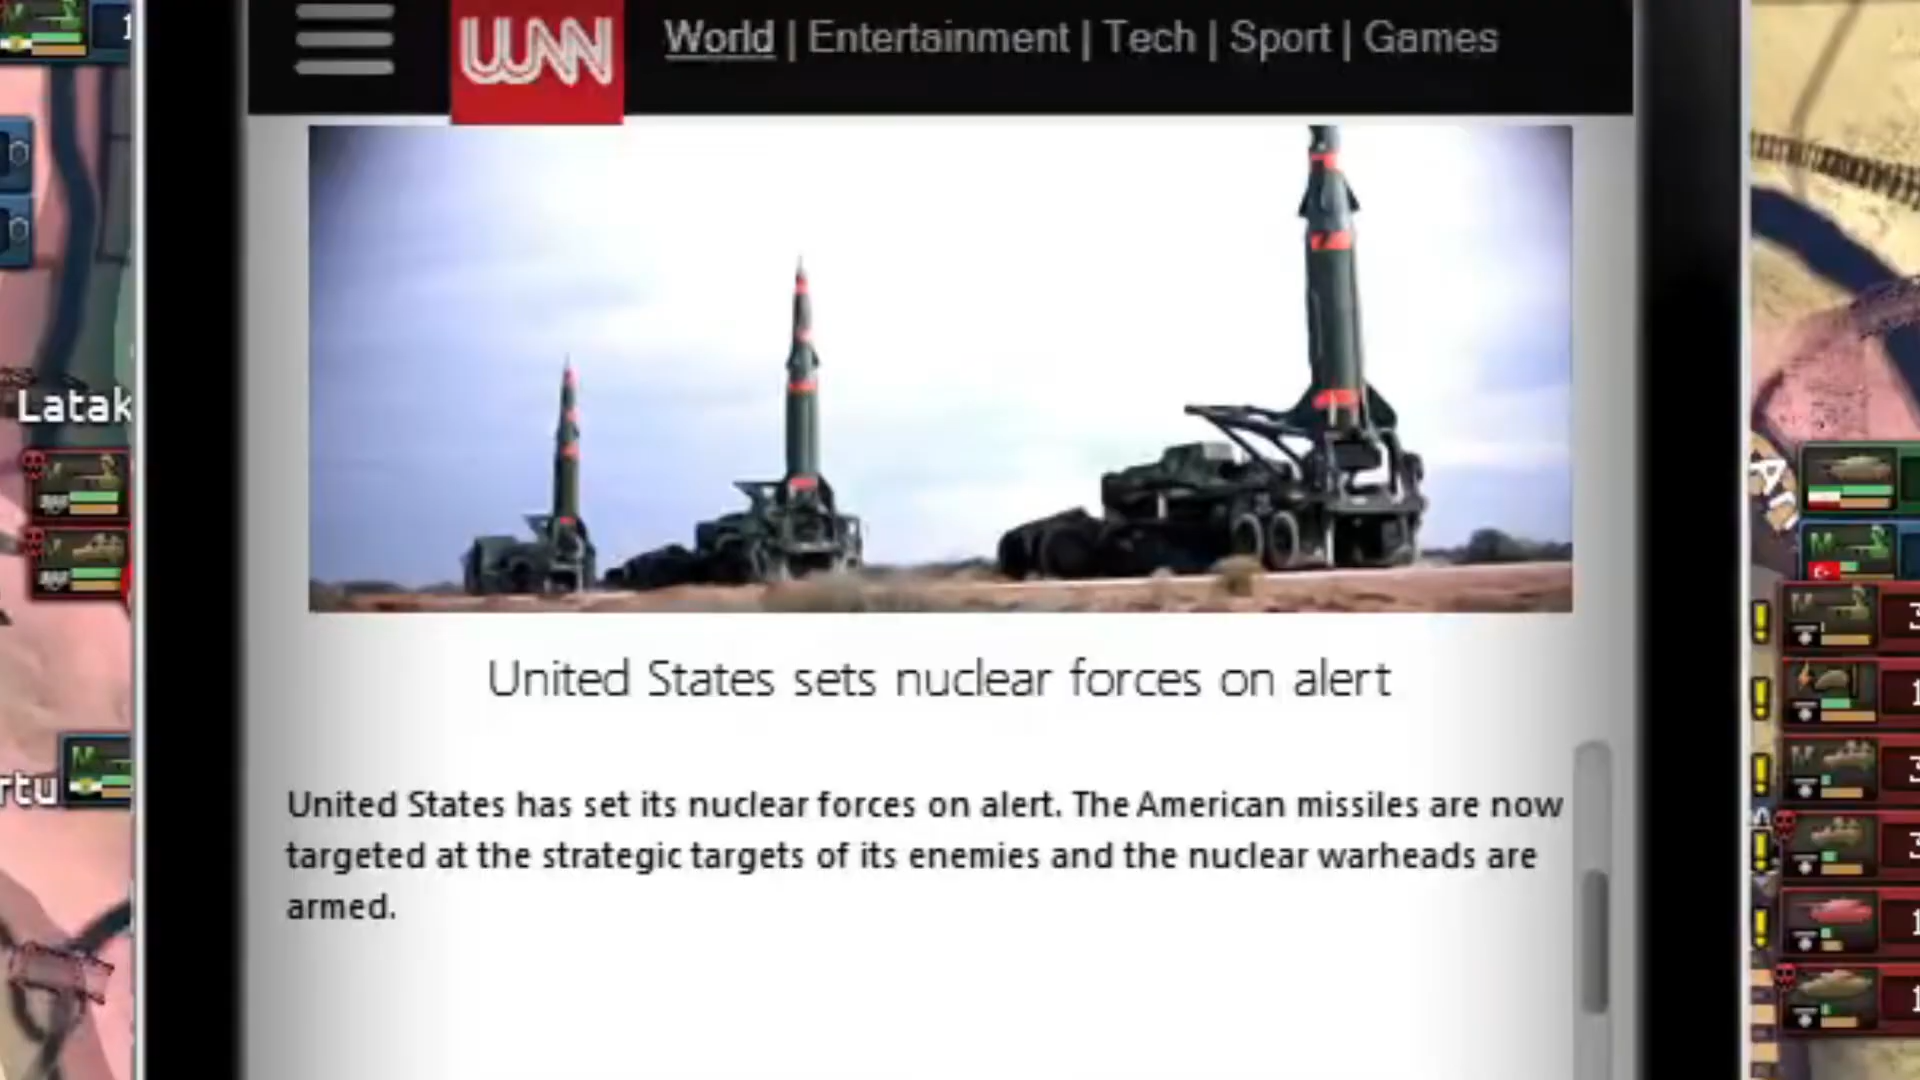 WNN
World | Entertainment | Tech | Sport | Games
Latak
United States sets nuclear forces on alert
rtu
United States has set its nuclear forces on alert. The American missiles are now
targeted at the strategic targets of its enemies and the nuclear warheads are
armed.